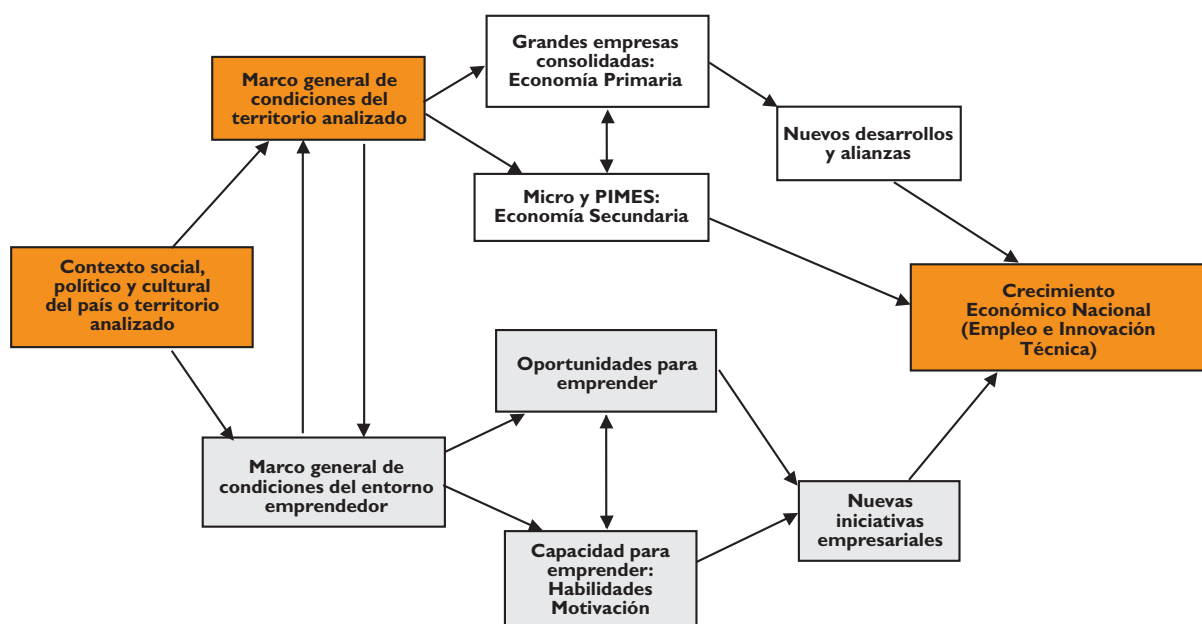 Grandes empresas
consolidadas:
Economía Primaria
Marco general de
condiciones del
territorio analizado
Nuevos desarrollos
y alianzas
Micro y PIMES:
Economía Secundaria
Contexto social,
político y cultural
del país o territorio
analizado
Crecimiento
Económico Nacional
(Empleo e Innovación
Técnica)
Oportunidades para
emprender
Marco general de
condiciones del entorno
emprendedor
Nuevas
iniciativas
empresariales
Capacidad para
emprender:
Habilidades
Motivación